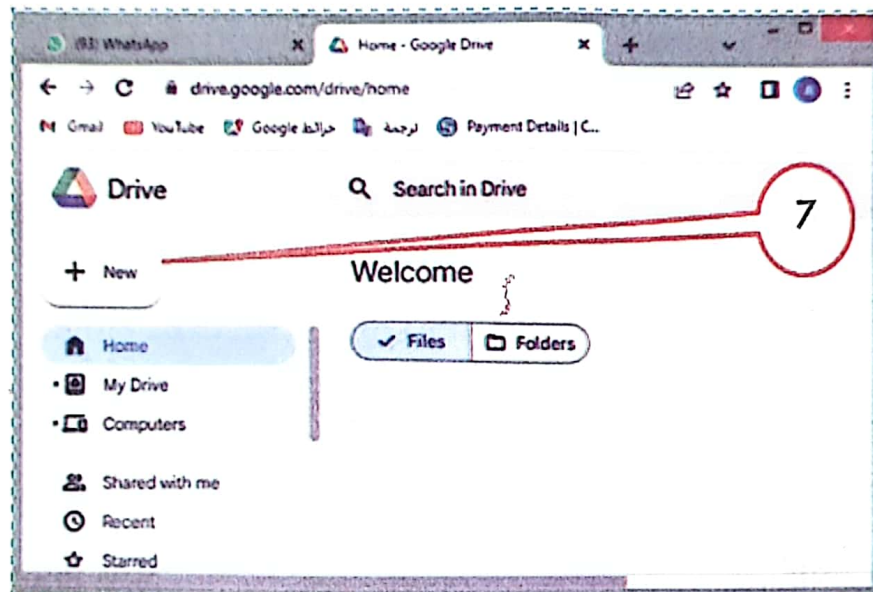 (93) WhatsApp
Home - Google Drive
drive.google.com/drive/home
Gmail YouTube Google خرائط ترجمة Payment Details | C...
Drive
Search in Drive
7
New
Welcome
Files Folders
Home
My Drive
Computers
Shared with me
Recent
Starred